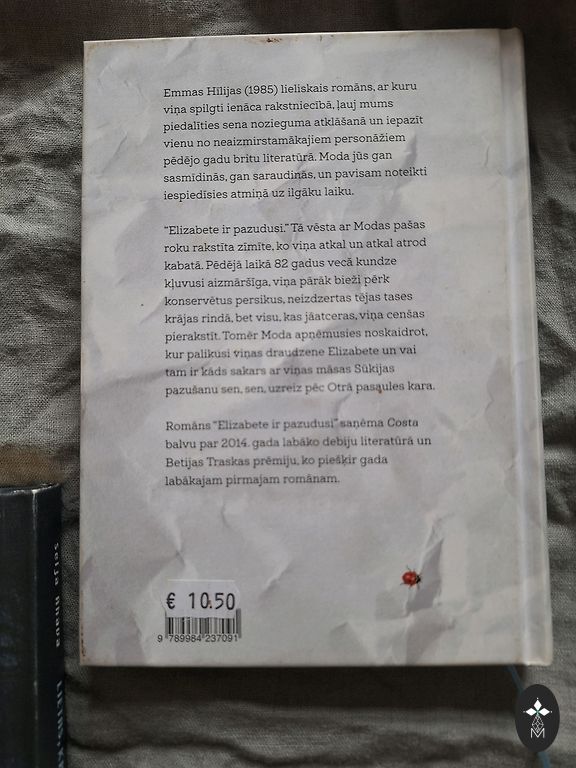 Emmas Hīlijas (1985) lieliskais romāns, ar kuru
viņa spilgti ienāca rakstniecībā, ļauj mums
piedalīties sena nozieguma atklāšanā un iepazīt
vienu no neaizmirstamākajiem personāžiem
pēdējo gadu britu literatūrā. Moda jūs gan
sasmīdinās, gan saraudinās, un pavisam noteikti
iespiedīsies atmiņā uz ilgāku laiku.
“Elizabete ir pazudusi.” Tā vēsta ar Modas pašas
roku rakstīta zīmīte, ko viņa atkal un atkal atrod
kabatā. Pēdējā laikā 82 gadus vecā kundze
kļuvusi aizmāršīga, viņa pārāk bieži pērk
konservētus persikus, neizdzertas tējas tases
krājas rindā, bet visu, kas jāatceras, viņa cenšas
pierakstīt. Tomēr Moda apņēmusies noskaidrot,
kur palikusi viņas draudzene Elizabete un vai
tam ir kāds sakars ar viņas māsas Sūkijas
pazušanu sen, sen, uzreiz pēc Otrā pasaules kara.
Romāns “Elizabete ir pazudusi” saņēma Costa
balvu par 2014. gada labāko debiju literatūrā un
Betijas Traskas prēmiju, ko piešķir gada
labākajam pirmajam romānam.
€ 10.50
9 789984 237091
M